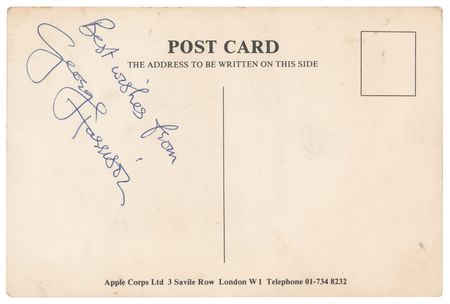 Best wishes from
George Harrison
POST CARD
THE ADDRESS TO BE WRITTEN ON THIS SIDE
Apple Corps Ltd 3 Savile Row London W1 Telephone 01-734 8232